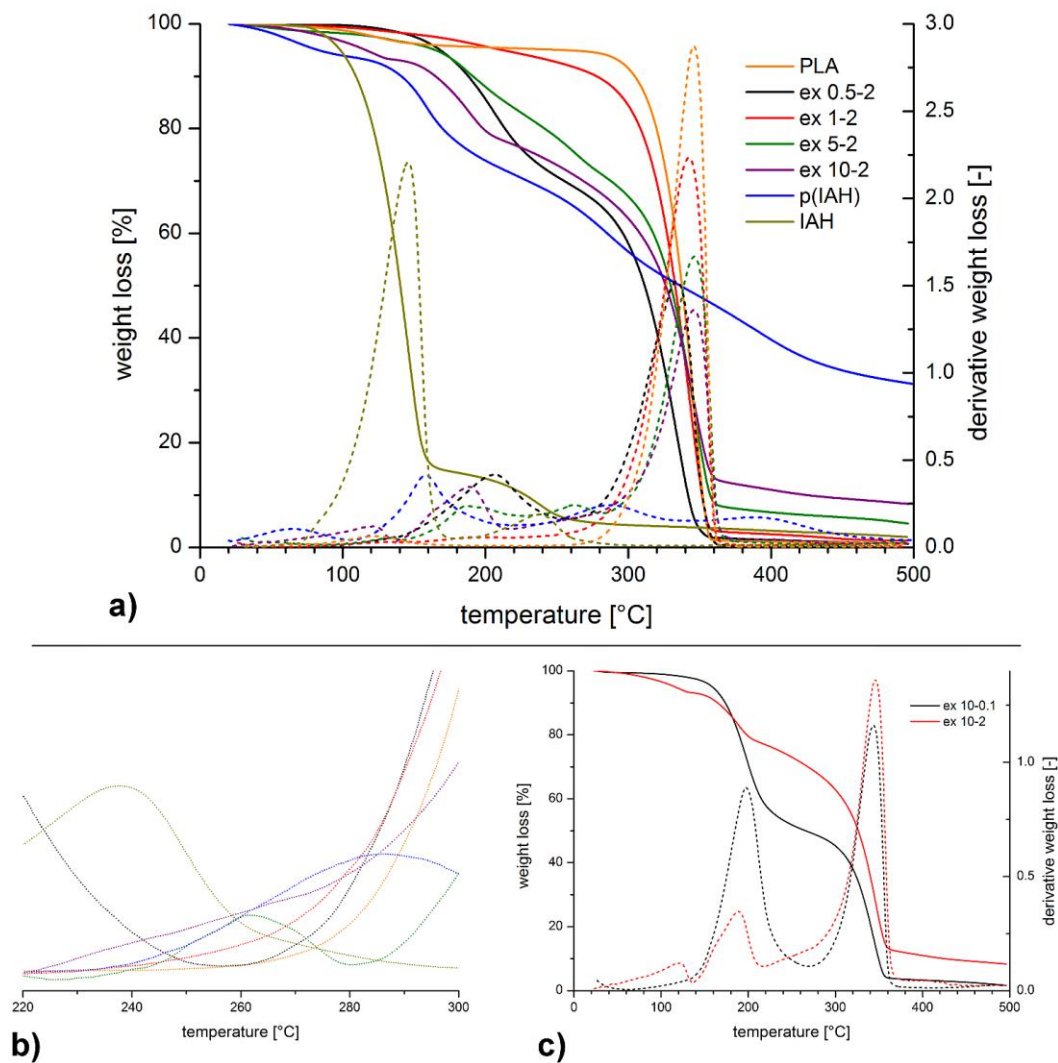 100
80
60
40
20
0
weight loss [%]
3.0
2.5
2.0
1.5
1.0
0.5
0.0
derivative weight loss [-]
PLA
ex 0.5-2
ex 1-2
ex 5-2
ex 10-2
p(IAH)
IAH
0 100 200 300 400 500
temperature [°C]
a)
220 240 260 280 300
temperature [°C]
b)
100
80
60
40
20
0
weight loss [%]
ex 10-0.1
ex 10-2
1.0
0.5
0.0
derivative weight loss [-]
0 100 200 300 400 500
temperature [°C]
c)